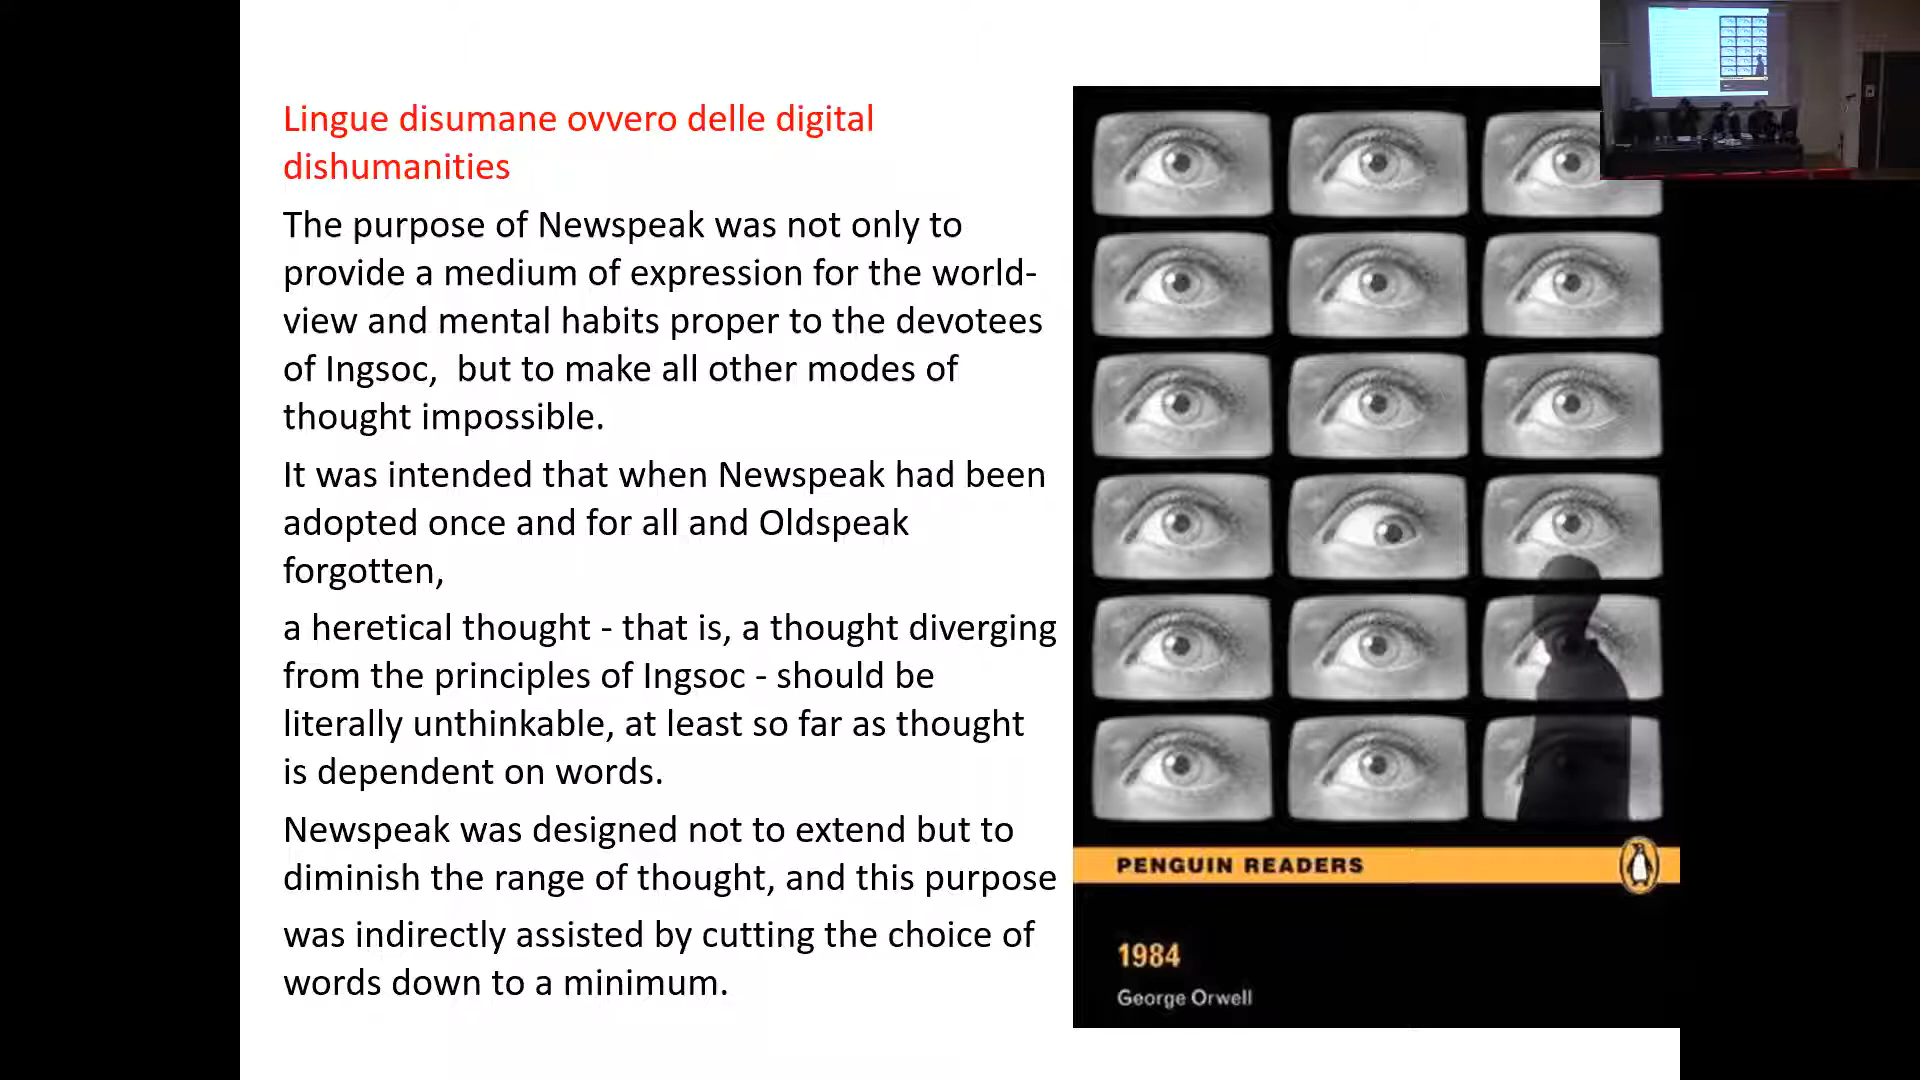 Lingue disumane ovvero delle digital
dishumanities
The purpose of Newspeak was not only to
provide a medium of expression for the world-
view and mental habits proper to the devotees
of Ingsoc,  but to make all other modes of
thought impossible.
It was intended that when Newspeak had been
adopted once and for all and Oldspeak
forgotten,
a heretical thought - that is, a thought diverging
from the principles of Ingsoc - should be
literally unthinkable, at least so far as thought
is dependent on words.
Newspeak was designed not to extend but to
diminish the range of thought, and this purpose
was indirectly assisted by cutting the choice of
words down to a minimum.
PENGUIN READERS
1984
George Orwell